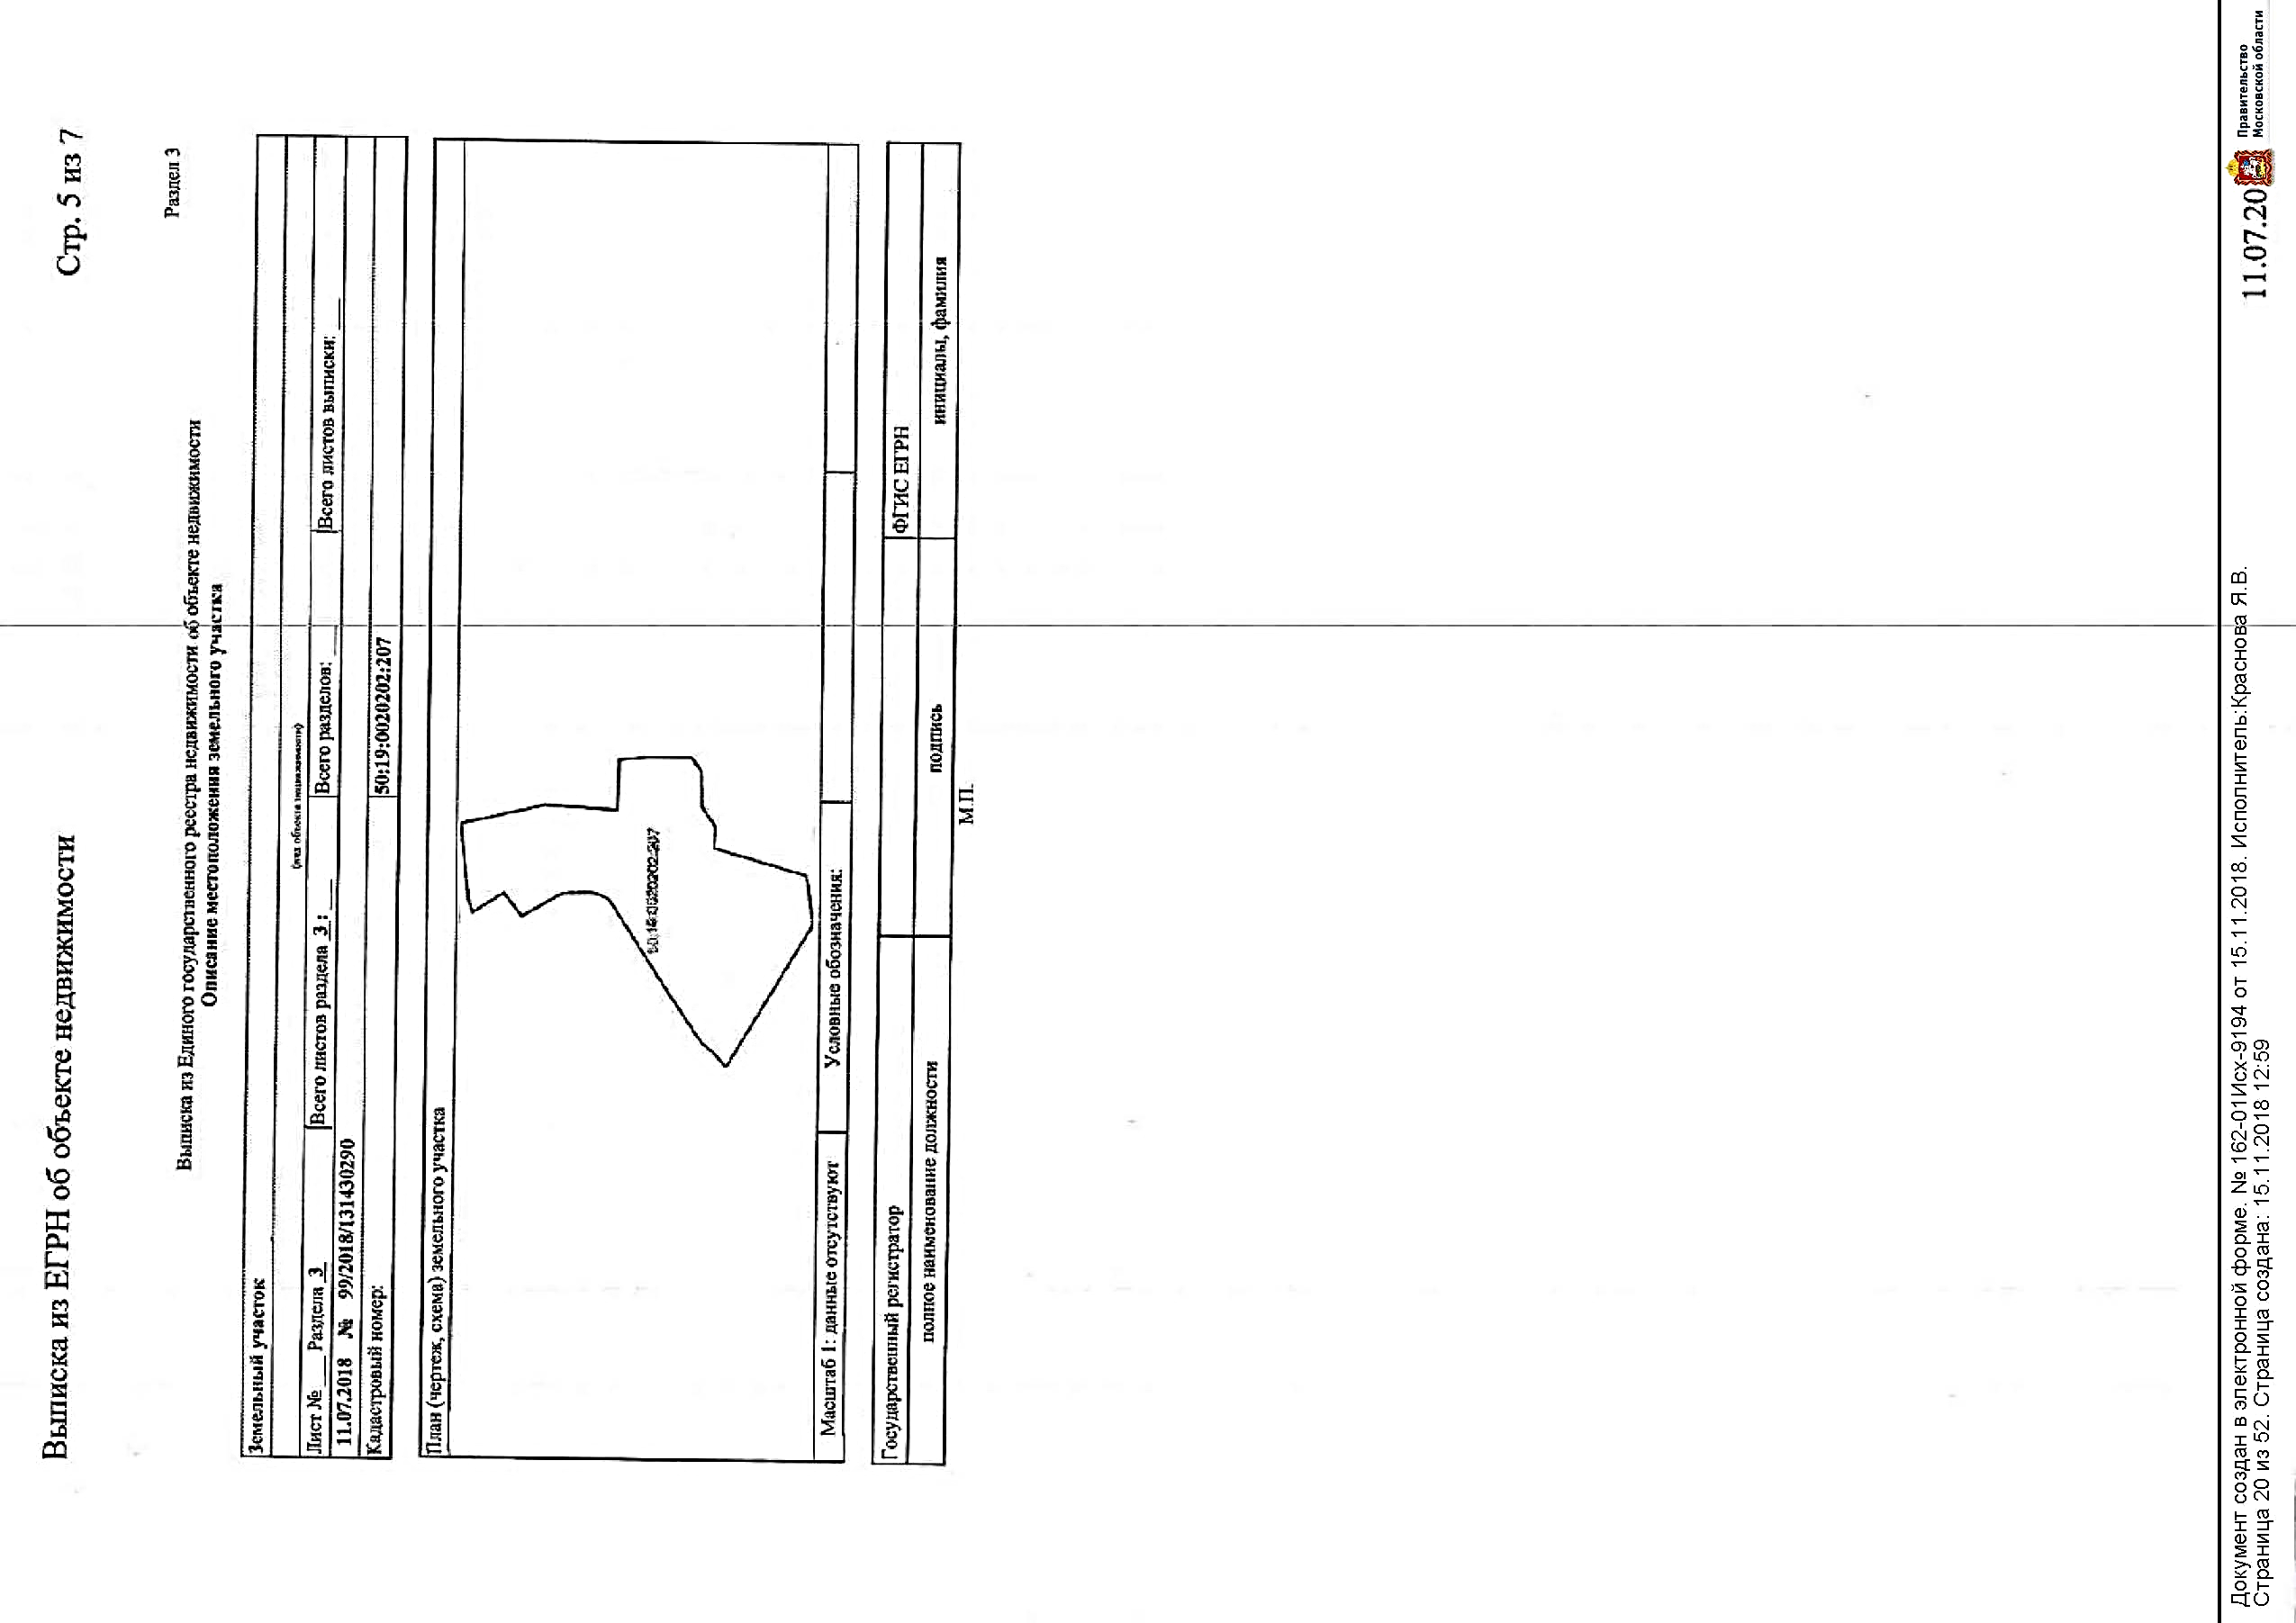 Выписка из ЕГРН об объекте недвижимости Стр. 5 из 7
Раздел 3
Выписка из Единого государственного реестра недвижимости об объекте недвижимости
Описание местоположения земельного участка
Земельный участок
(вид объекта недвижимости)
Лист № ___ Раздела 3 Всего листов раздела 3 : ___ Всего разделов: ___ Всего листов выписки: ___
11.07.2018 № 99/2018/131430290
Кадастровый номер: 50:19:0020202:207
План (чертеж, схема) земельного участка
50:19:0020202:207
Масштаб 1: данные отсутствуют Условные обозначения:
Государственный регистратор ФГИС ЕГРН
полное наименование должности подпись инициалы, фамилия
М.П.
11.07.20
Правительство
Московской области
Документ создан в электронной форме. № 162-01Исх-9194 от 15.11.2018. Исполнитель:Краснова Я.В.
Страница 20 из 52. Страница создана: 15.11.2018 12:59